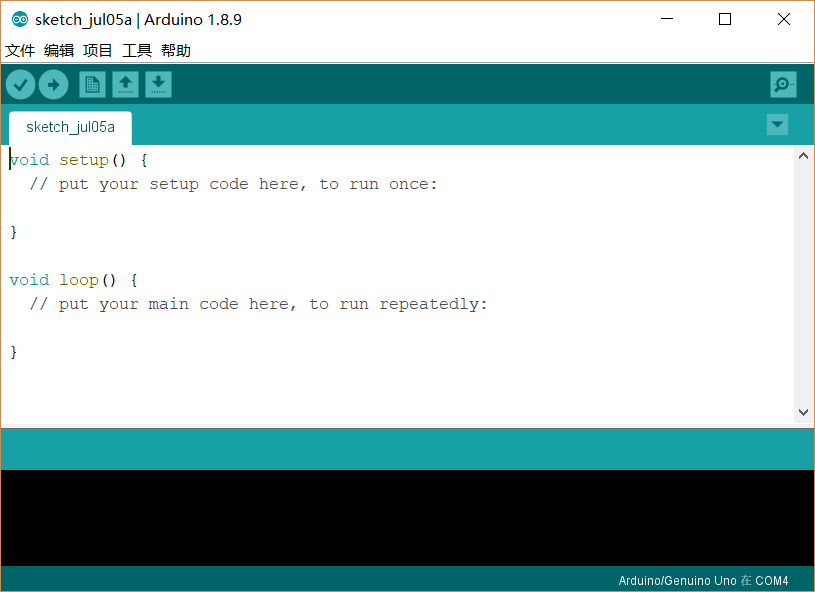 sketch_jul05a | Arduino 1.8.9
文件 编辑 项目 工具 帮助
sketch_jul05a
void setup() {
  // put your setup code here, to run once:
}
void loop() {
  // put your main code here, to run repeatedly:
}
Arduino/Genuino Uno 在 COM4